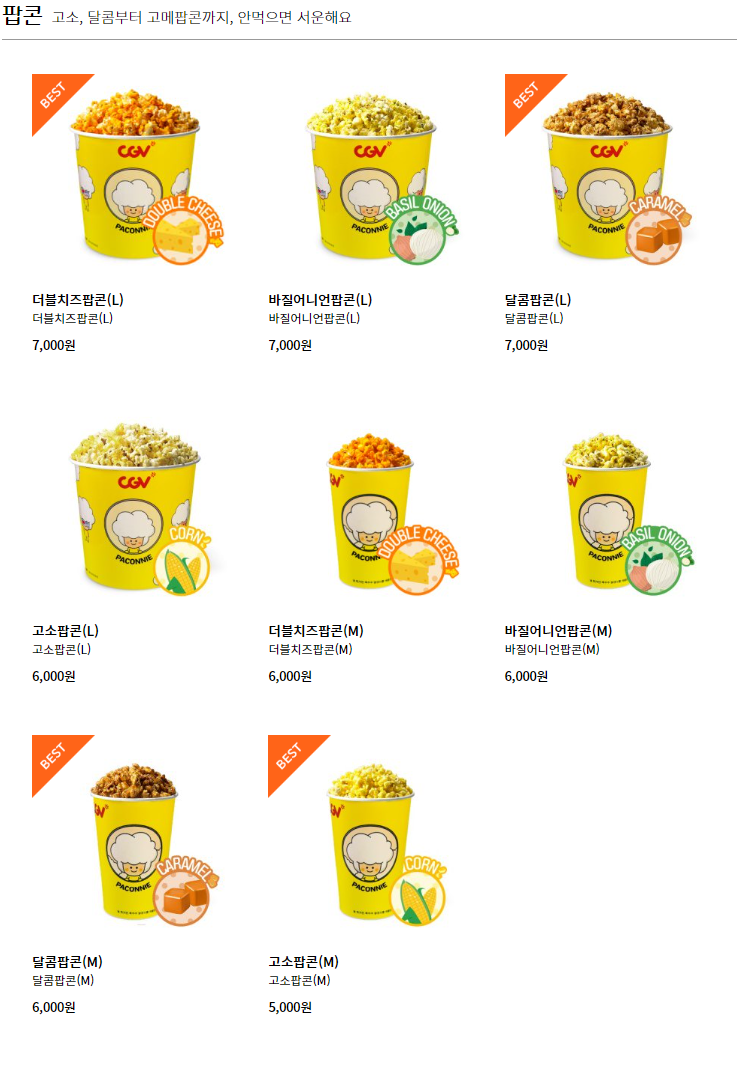 팝콘 고소, 달콤부터 고메팝콘까지, 안먹으면 서운해요
BEST
CGV
PACONNIE
DOUBLE CHEESE
CGV
PACONNIE
BASIL ONION
BEST
CGV
PACONNIE
CARAMEL
더블치즈팝콘(L)
더블치즈팝콘(L)
7,000원
바질어니언팝콘(L)
바질어니언팝콘(L)
7,000원
달콤팝콘(L)
달콤팝콘(L)
7,000원
CGV
PACONNIE
CORN?
PACONNIE
DOUBLE CHEESE
PACONNIE
BASIL ONION
고소팝콘(L)
고소팝콘(L)
6,000원
더블치즈팝콘(M)
더블치즈팝콘(M)
6,000원
바질어니언팝콘(M)
바질어니언팝콘(M)
6,000원
BEST
PACONNIE
CARAMEL
BEST
PACONNIE
CORN?
달콤팝콘(M)
달콤팝콘(M)
6,000원
고소팝콘(M)
고소팝콘(M)
5,000원